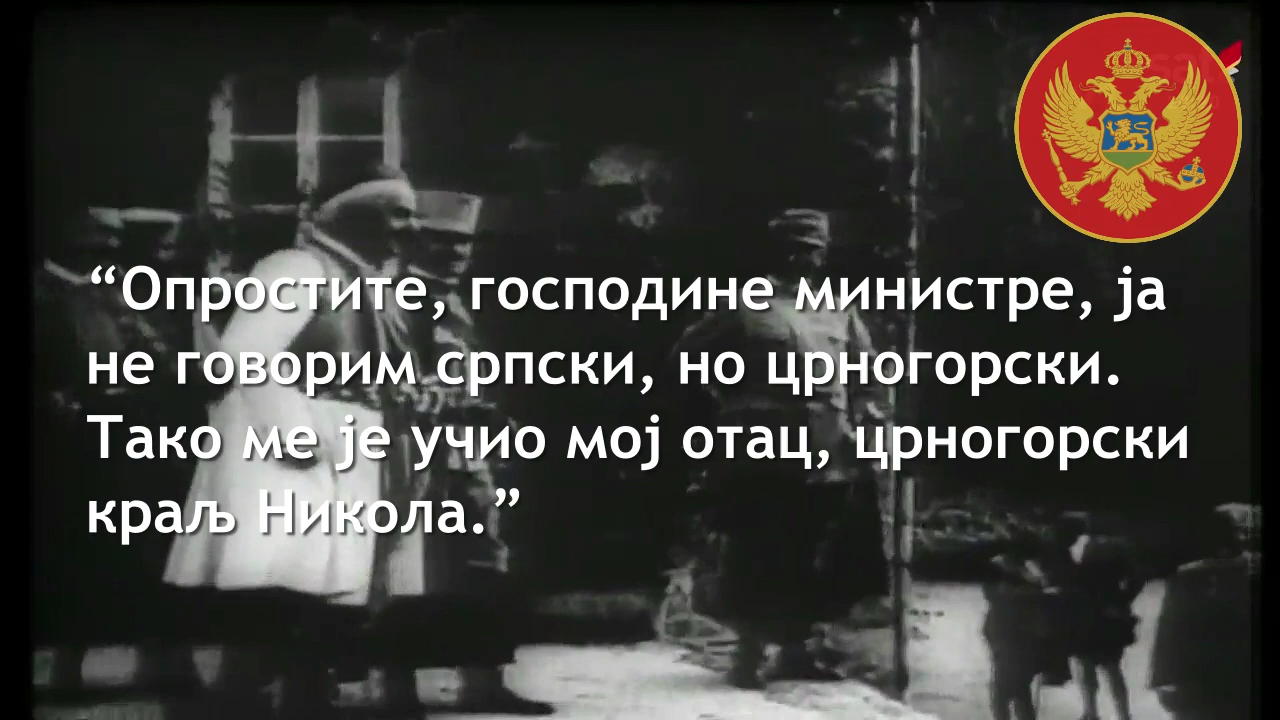 “Опростите, господине министре, ја
не говорим српски, но црногорски.
Тако ме је учио мој отац, црногорски
краљ Никола.”